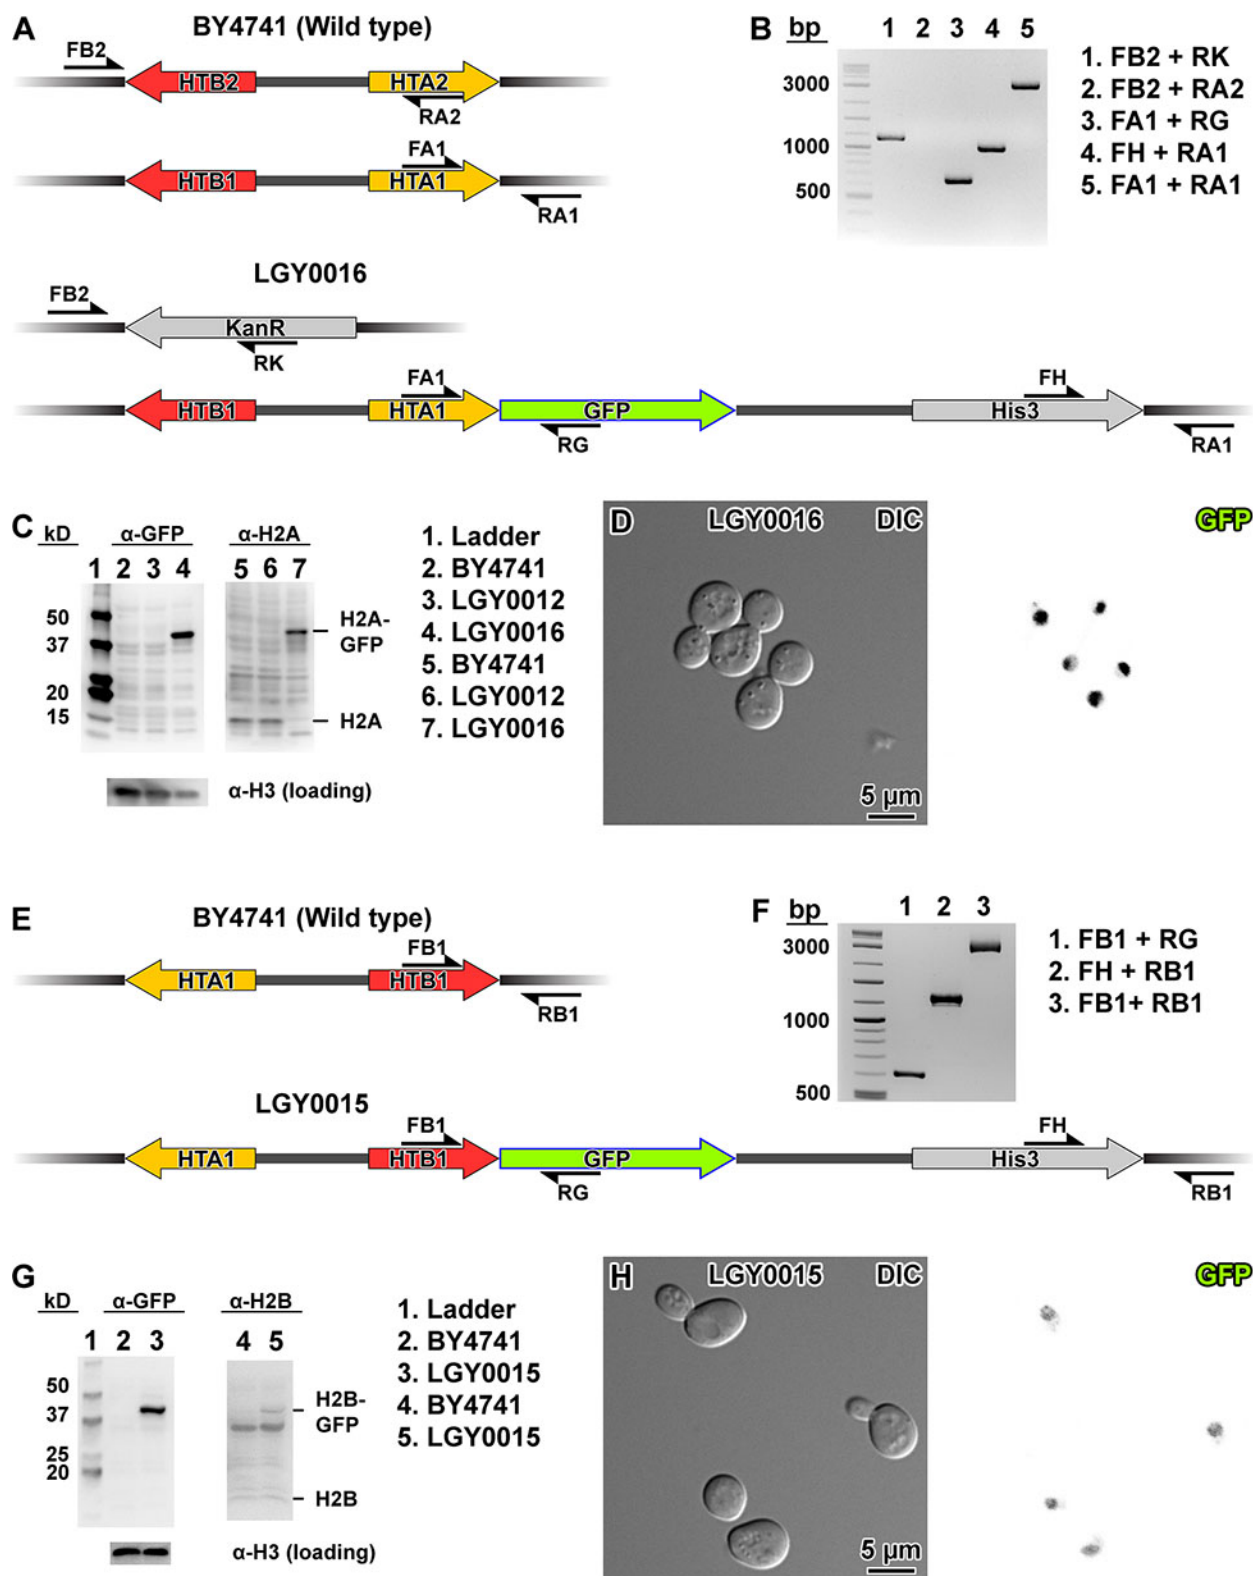 A
BY4741 (Wild type)
FB2
HTB2
HTA2
RA2
FA1
HTB1
HTA1
RA1
LGY0016
FB2
KanR
RK
FA1
FH
HTB1
HTA1
GFP
His3
RG
RA1
B
bp
1 2 3 4 5
3000
1000
500
1. FB2 + RK
2. FB2 + RA2
3. FA1 + RG
4. FH + RA1
5. FA1 + RA1
C
kD
α-GFP
α-H2A
1 2 3 4
5 6 7
50
37
20
15
H2A-
GFP
H2A
α-H3 (loading)
1. Ladder
2. BY4741
3. LGY0012
4. LGY0016
5. BY4741
6. LGY0012
7. LGY0016
D
LGY0016
DIC
GFP
5 µm
E
BY4741 (Wild type)
FB1
HTA1
HTB1
RB1
LGY0015
FB1
FH
HTA1
HTB1
GFP
His3
RG
RB1
F
bp
1 2 3
3000
1000
500
1. FB1 + RG
2. FH + RB1
3. FB1+ RB1
G
kD
α-GFP
α-H2B
1 2 3
4 5
50
37
25
20
H2B-
GFP
H2B
α-H3 (loading)
1. Ladder
2. BY4741
3. LGY0015
4. BY4741
5. LGY0015
H
LGY0015
DIC
GFP
5 µm